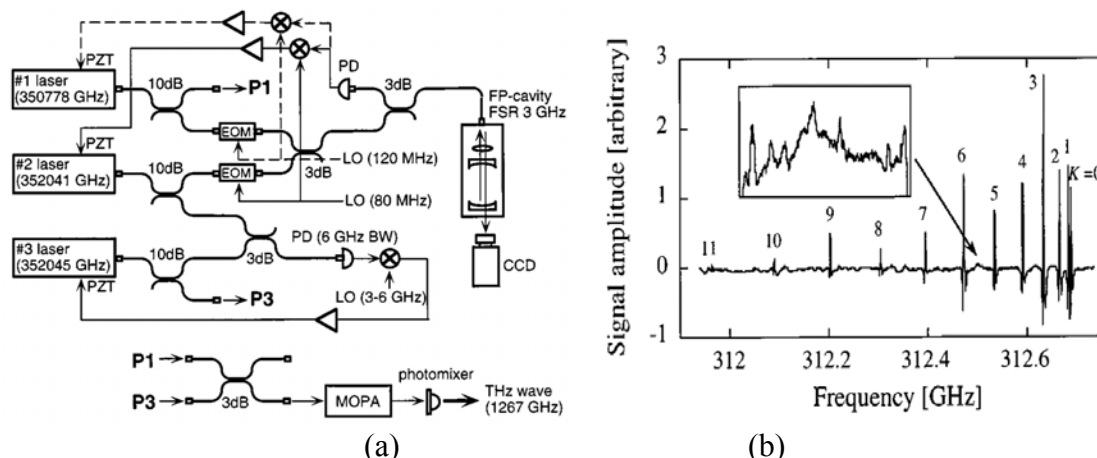 PZT
#1 laser
(350778 GHz)
10dB
P1
PD
3dB
FP-cavity
FSR 3 GHz
EOM
PZT
LO (120 MHz)
#2 laser
(352041 GHz)
10dB
EOM
3dB
LO (80 MHz)
CCD
#3 laser
(352045 GHz)
10dB
3dB
PD (6 GHz BW)
PZT
P3
LO (3-6 GHz)
P1
P3
3dB
MOPA
photomixer
THz wave
(1267 GHz)
(a)
Signal amplitude [arbitrary]
3
2
1
0
-1
11
10
9
8
7
6
5
4
3
2
1
K=0
312
312.2
312.4
312.6
Frequency [GHz]
(b)